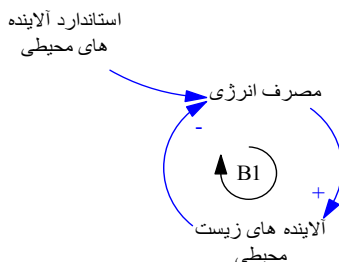 استاندارد آلاینده
های محیطی
مصرف انرژی
-
B1
+
آلاینده های زیست
محیطی